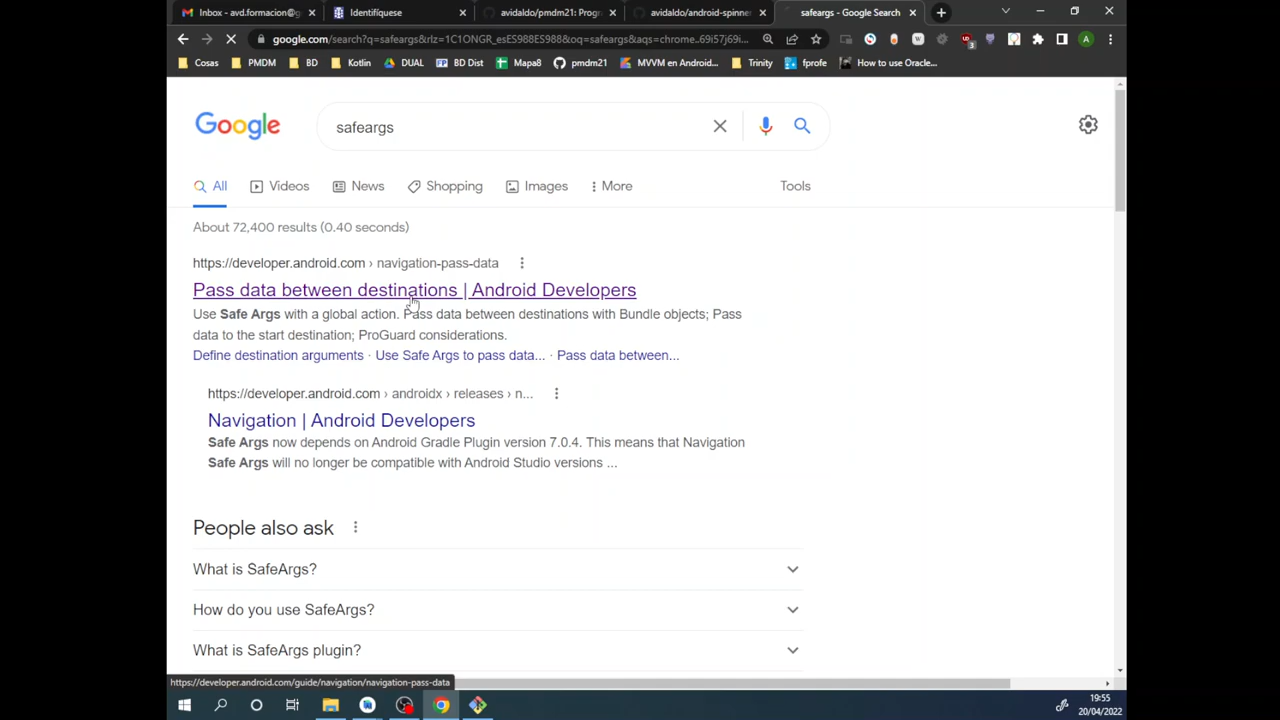 Inbox - avd.formacion@g
Identifíquese
avidaldo/pmdm21: Progr
avidaldo/android-spinne
safeargs - Google Search
google.com/search?q=safeargs&rlz=1C1ONGR_esES988ES988&oq=safeargs&aqs=chrome..69i57j69i...
3
A
Cosas
PMDM
BD
Kotlin
DUAL
BD Dist
Mapa8
pmdm21
MVVM en Android...
Trinity
fprofe
How to use Oracle...
Google
safeargs
All
Videos
News
Shopping
Images
More
Tools
About 72,400 results (0.40 seconds)
https://developer.android.com › navigation-pass-data
Pass data between destinations | Android Developers
Use Safe Args with a global action. Pass data between destinations with Bundle objects; Pass
data to the start destination; ProGuard considerations.
Define destination arguments · Use Safe Args to pass data... · Pass data between...
https://developer.android.com › androidx › releases › n...
Navigation | Android Developers
Safe Args now depends on Android Gradle Plugin version 7.0.4. This means that Navigation
Safe Args will no longer be compatible with Android Studio versions ...
People also ask
What is SafeArgs?
How do you use SafeArgs?
What is SafeArgs plugin?
https://developer.android.com/guide/navigation/navigation-pass-data
19:55
20/04/2022